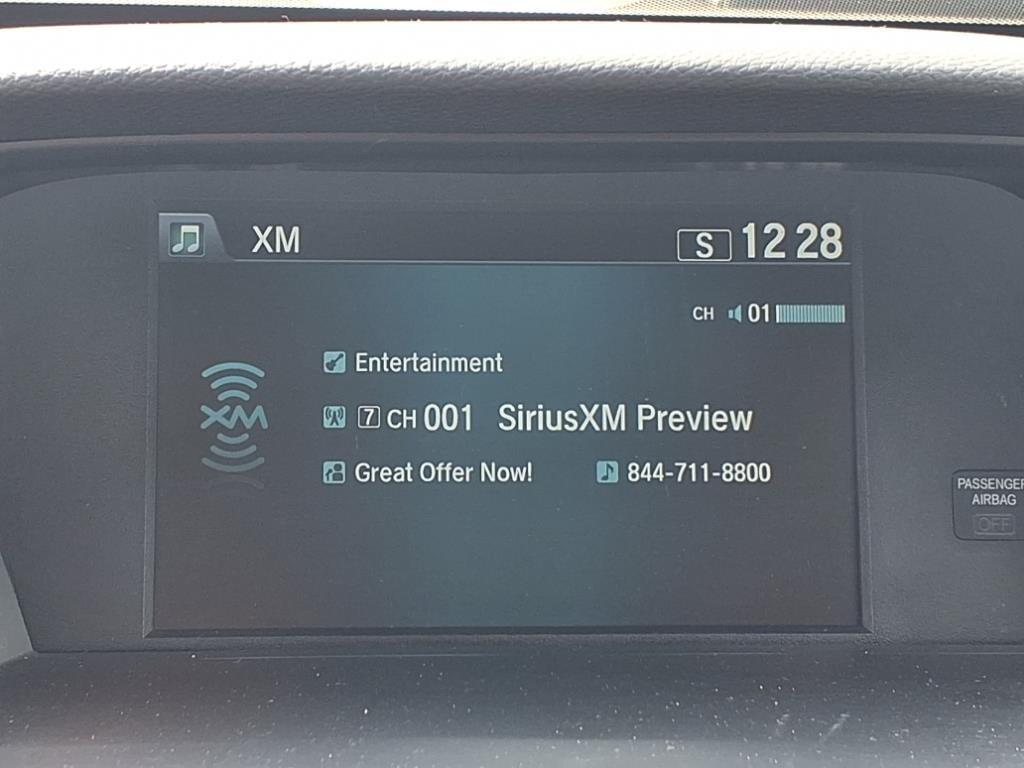 XM S 12 28
CH 01
Entertainment
XM
7 CH 001 SiriusXM Preview
Great Offer Now! 844-711-8800
PASSENGER
AIRBAG
OFF